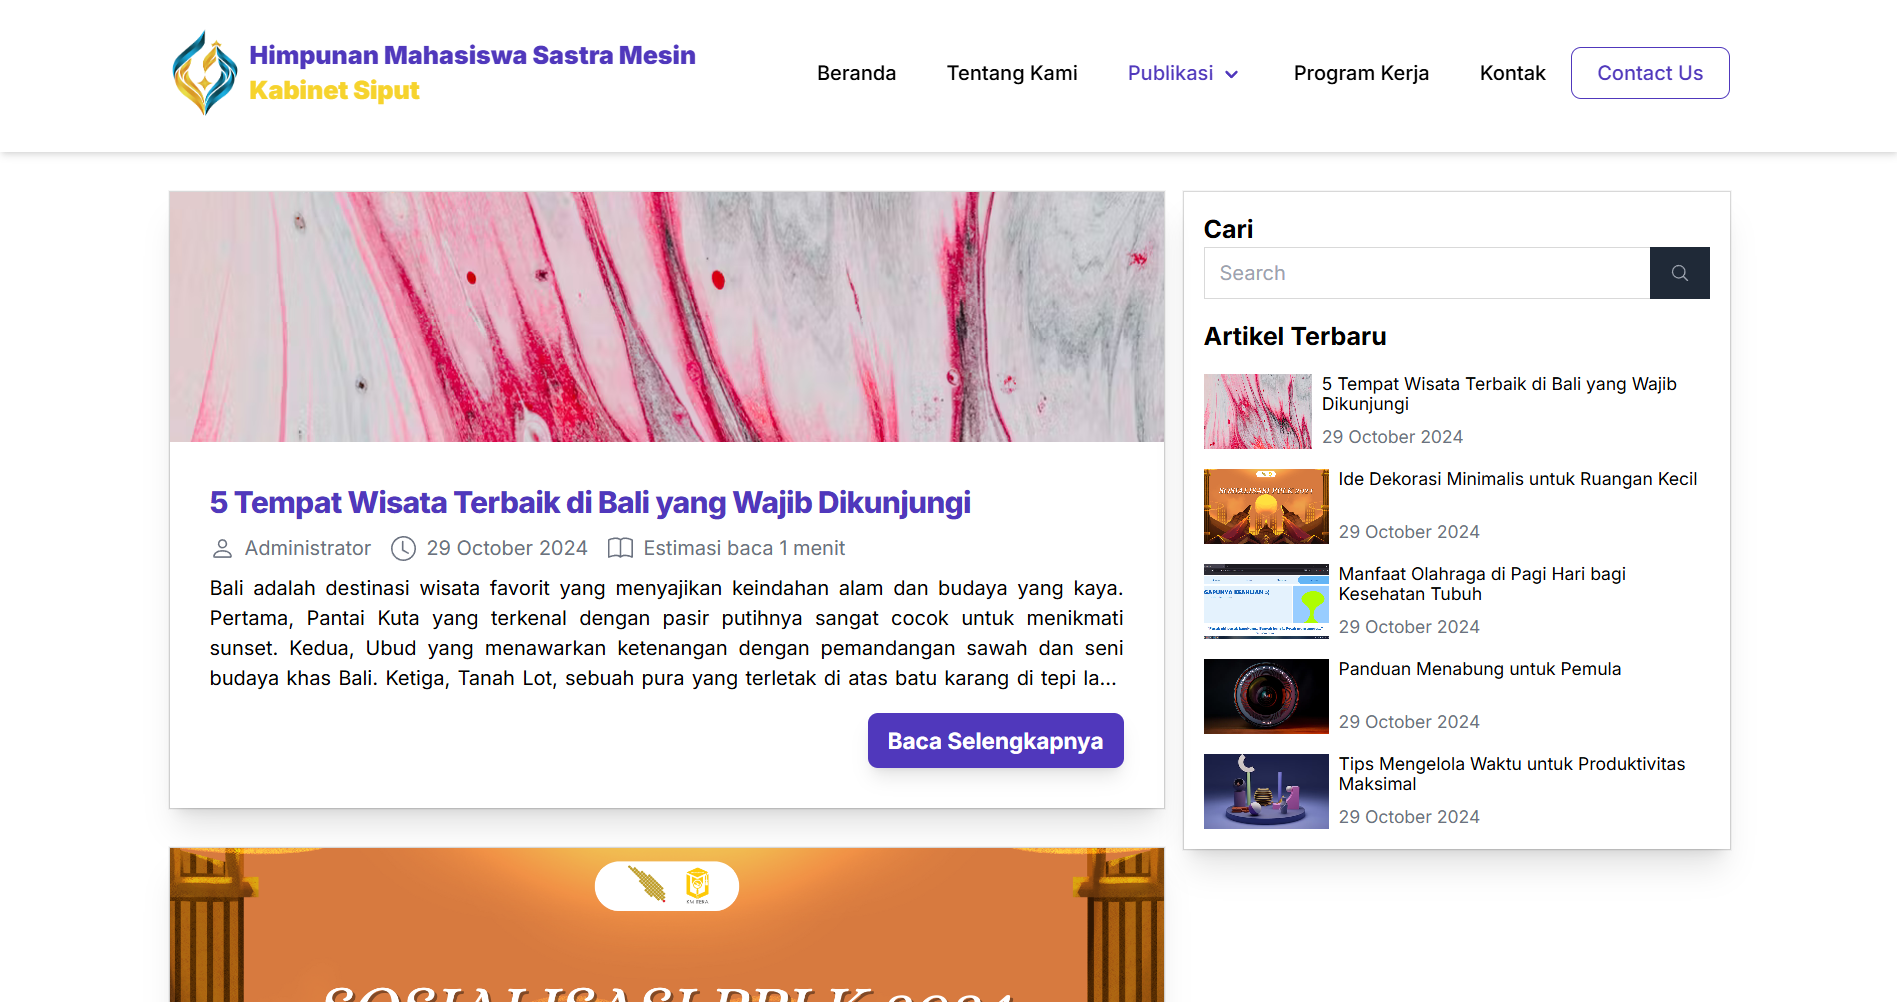 Himpunan Mahasiswa Sastra Mesin
Kabinet Siput
Beranda
Tentang Kami
Publikasi
Program Kerja
Kontak
Contact Us
5 Tempat Wisata Terbaik di Bali yang Wajib Dikunjungi
Administrator
29 October 2024
Estimasi baca 1 menit
Bali adalah destinasi wisata favorit yang menyajikan keindahan alam dan budaya yang kaya.
Pertama, Pantai Kuta yang terkenal dengan pasir putihnya sangat cocok untuk menikmati
sunset. Kedua, Ubud yang menawarkan ketenangan dengan pemandangan sawah dan seni
budaya khas Bali. Ketiga, Tanah Lot, sebuah pura yang terletak di atas batu karang di tepi la...
Baca Selengkapnya
SOSIALISASI PPLK 2024
Cari
Search
Artikel Terbaru
5 Tempat Wisata Terbaik di Bali yang Wajib
Dikunjungi
29 October 2024
Ide Dekorasi Minimalis untuk Ruangan Kecil
29 October 2024
SOSIALISASI PPLK 2024
Manfaat Olahraga di Pagi Hari bagi
Kesehatan Tubuh
29 October 2024
Panduan Menabung untuk Pemula
29 October 2024
Tips Mengelola Waktu untuk Produktivitas
Maksimal
29 October 2024